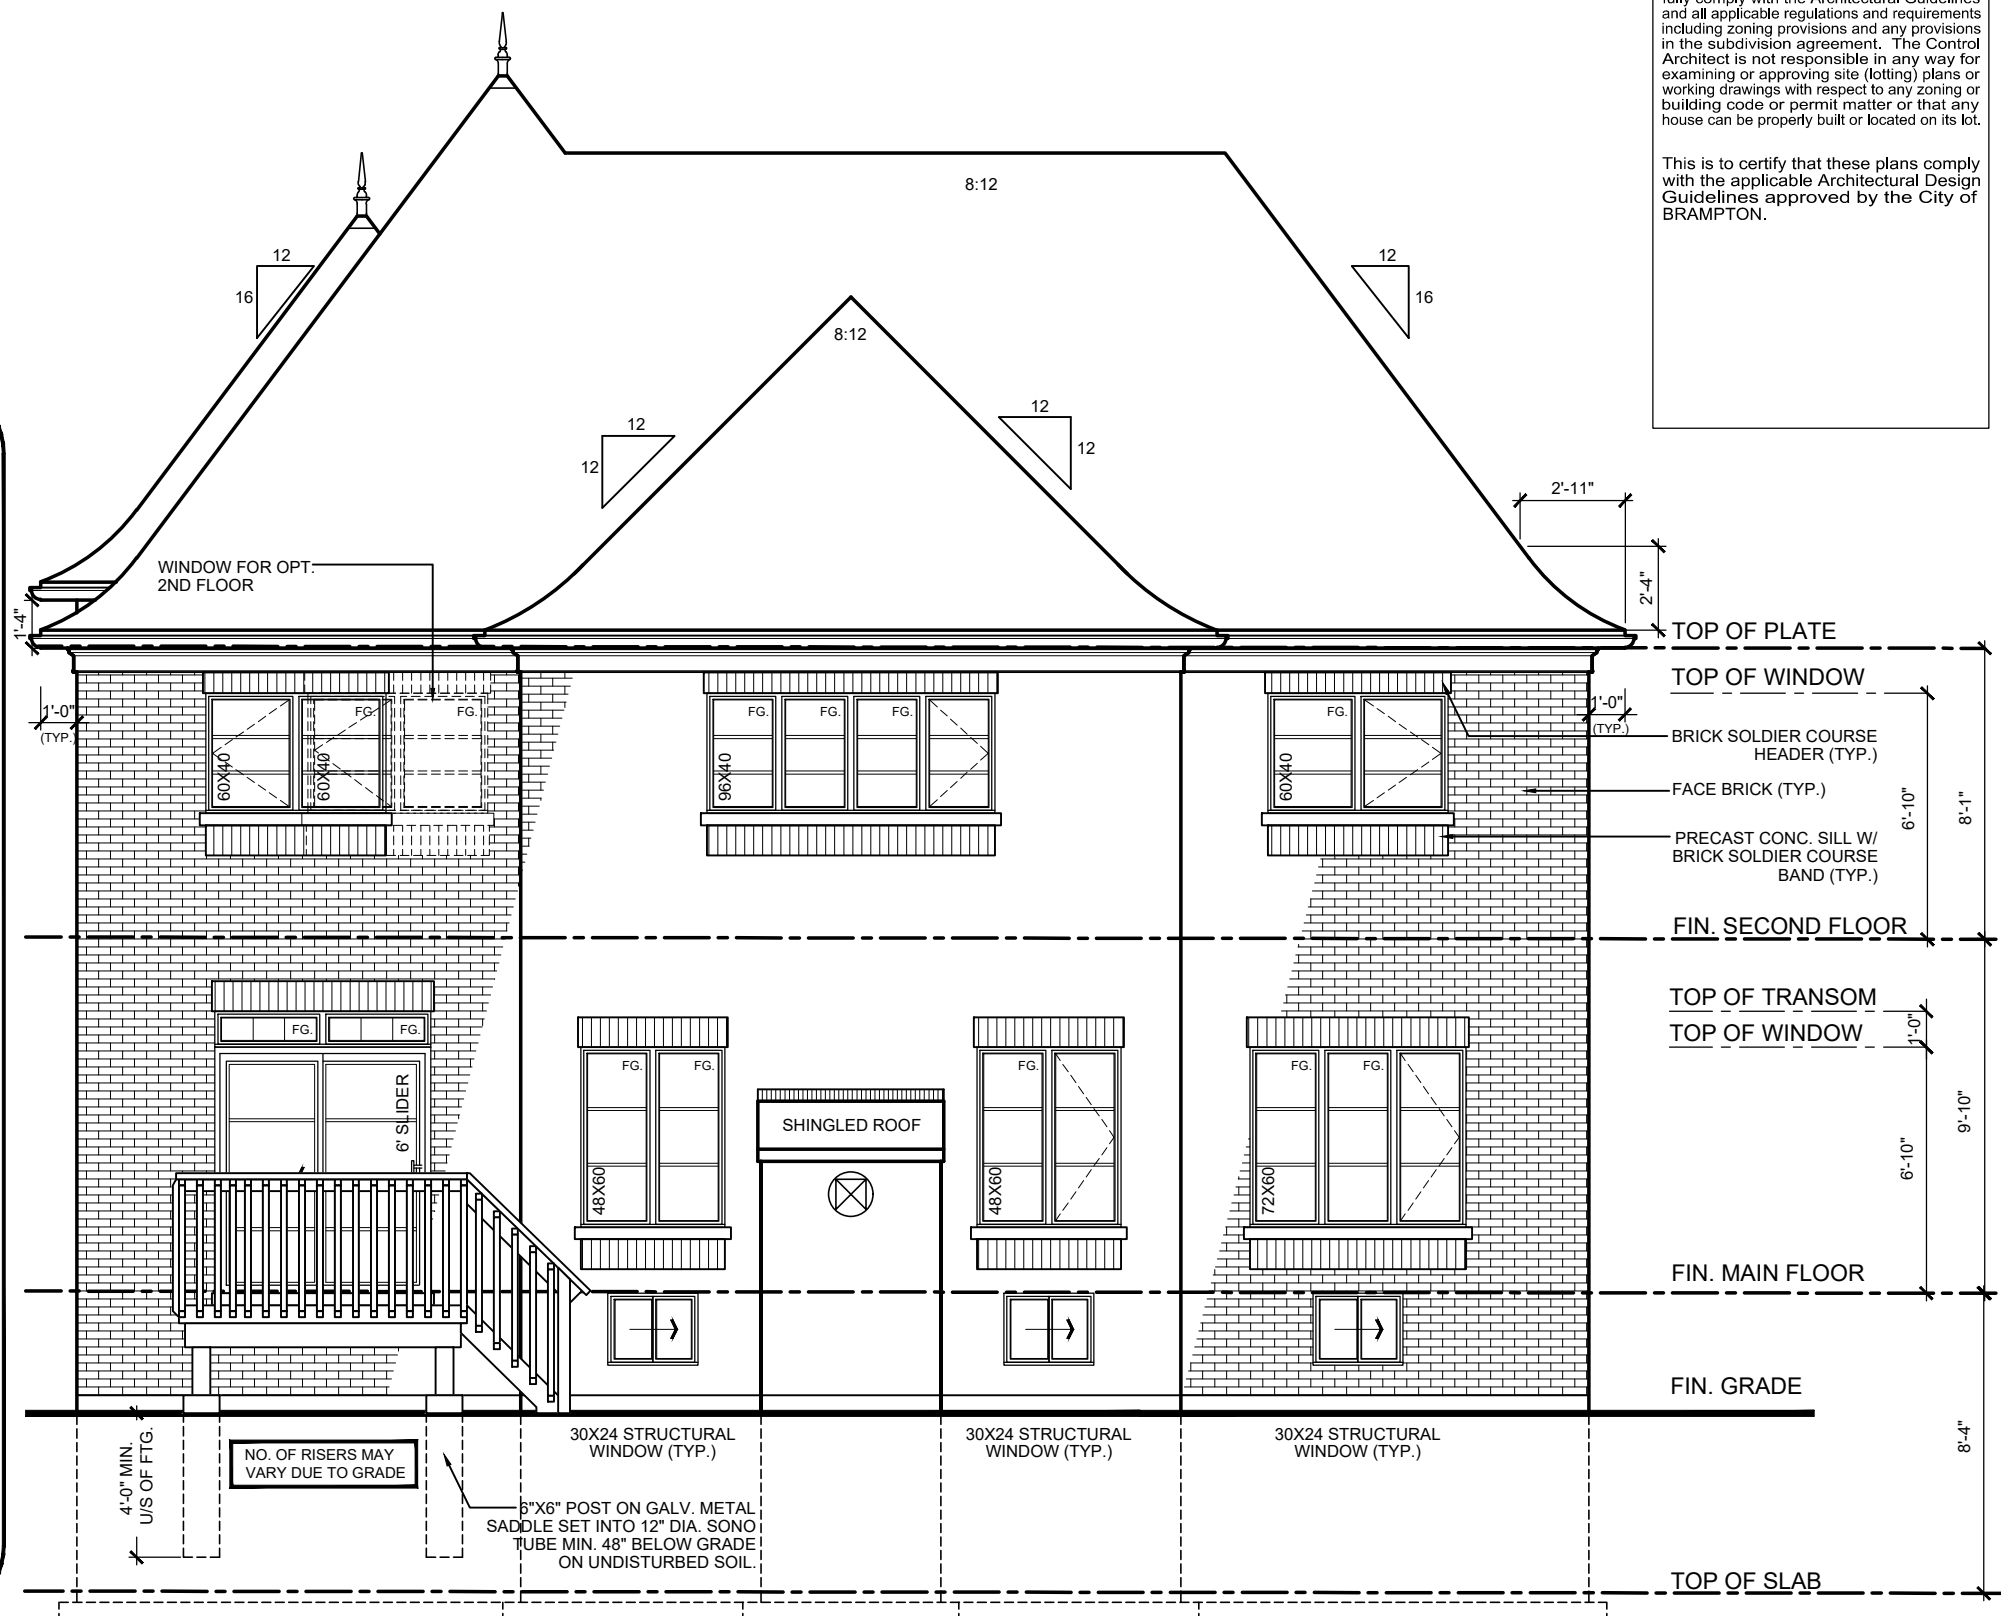 fully comply with the Architectural Guidelines
and all applicable regulations and requirements
including zoning provisions and any provisions
in the subdivision agreement. The Control
Architect is not responsible in any way for
examining or approving site (lotting) plans or
working drawings with respect to any zoning or
building code or permit matter or that any
house can be properly built or located on its lot.
This is to certify that these plans comply
with the applicable Architectural Design
Guidelines approved by the City of
BRAMPTON.
8:12
12
16
12
16
8:12
12
12
12
12
2'-11"
2'-4"
WINDOW FOR OPT.
2ND FLOOR
1'-4"
TOP OF PLATE
TOP OF WINDOW
1'-0"
(TYP.)
FG.
FG.
60X40
60X40
FG.
FG.
FG.
96X40
FG.
60X40
1'-0"
(TYP.)
BRICK SOLDIER COURSE
HEADER (TYP.)
FACE BRICK (TYP.)
PRECAST CONC. SILL W/
BRICK SOLDIER COURSE
BAND (TYP.)
6'-10"
8'-1"
FIN. SECOND FLOOR
TOP OF TRANSOM
TOP OF WINDOW
1'-0"
FG.
FG.
6' SLIDER
FG.
FG.
48X60
SHINGLED ROOF
FG.
48X60
FG.
FG.
72X60
6'-10"
9'-10"
FIN. MAIN FLOOR
FIN. GRADE
30X24 STRUCTURAL
WINDOW (TYP.)
30X24 STRUCTURAL
WINDOW (TYP.)
30X24 STRUCTURAL
WINDOW (TYP.)
8'-4"
4'-0" MIN.
U/S OF FTG.
NO. OF RISERS MAY
VARY DUE TO GRADE
6"X6" POST ON GALV. METAL
SADDLE SET INTO 12" DIA. SONO
TUBE MIN. 48" BELOW GRADE
ON UNDISTURBED SOIL.
TOP OF SLAB